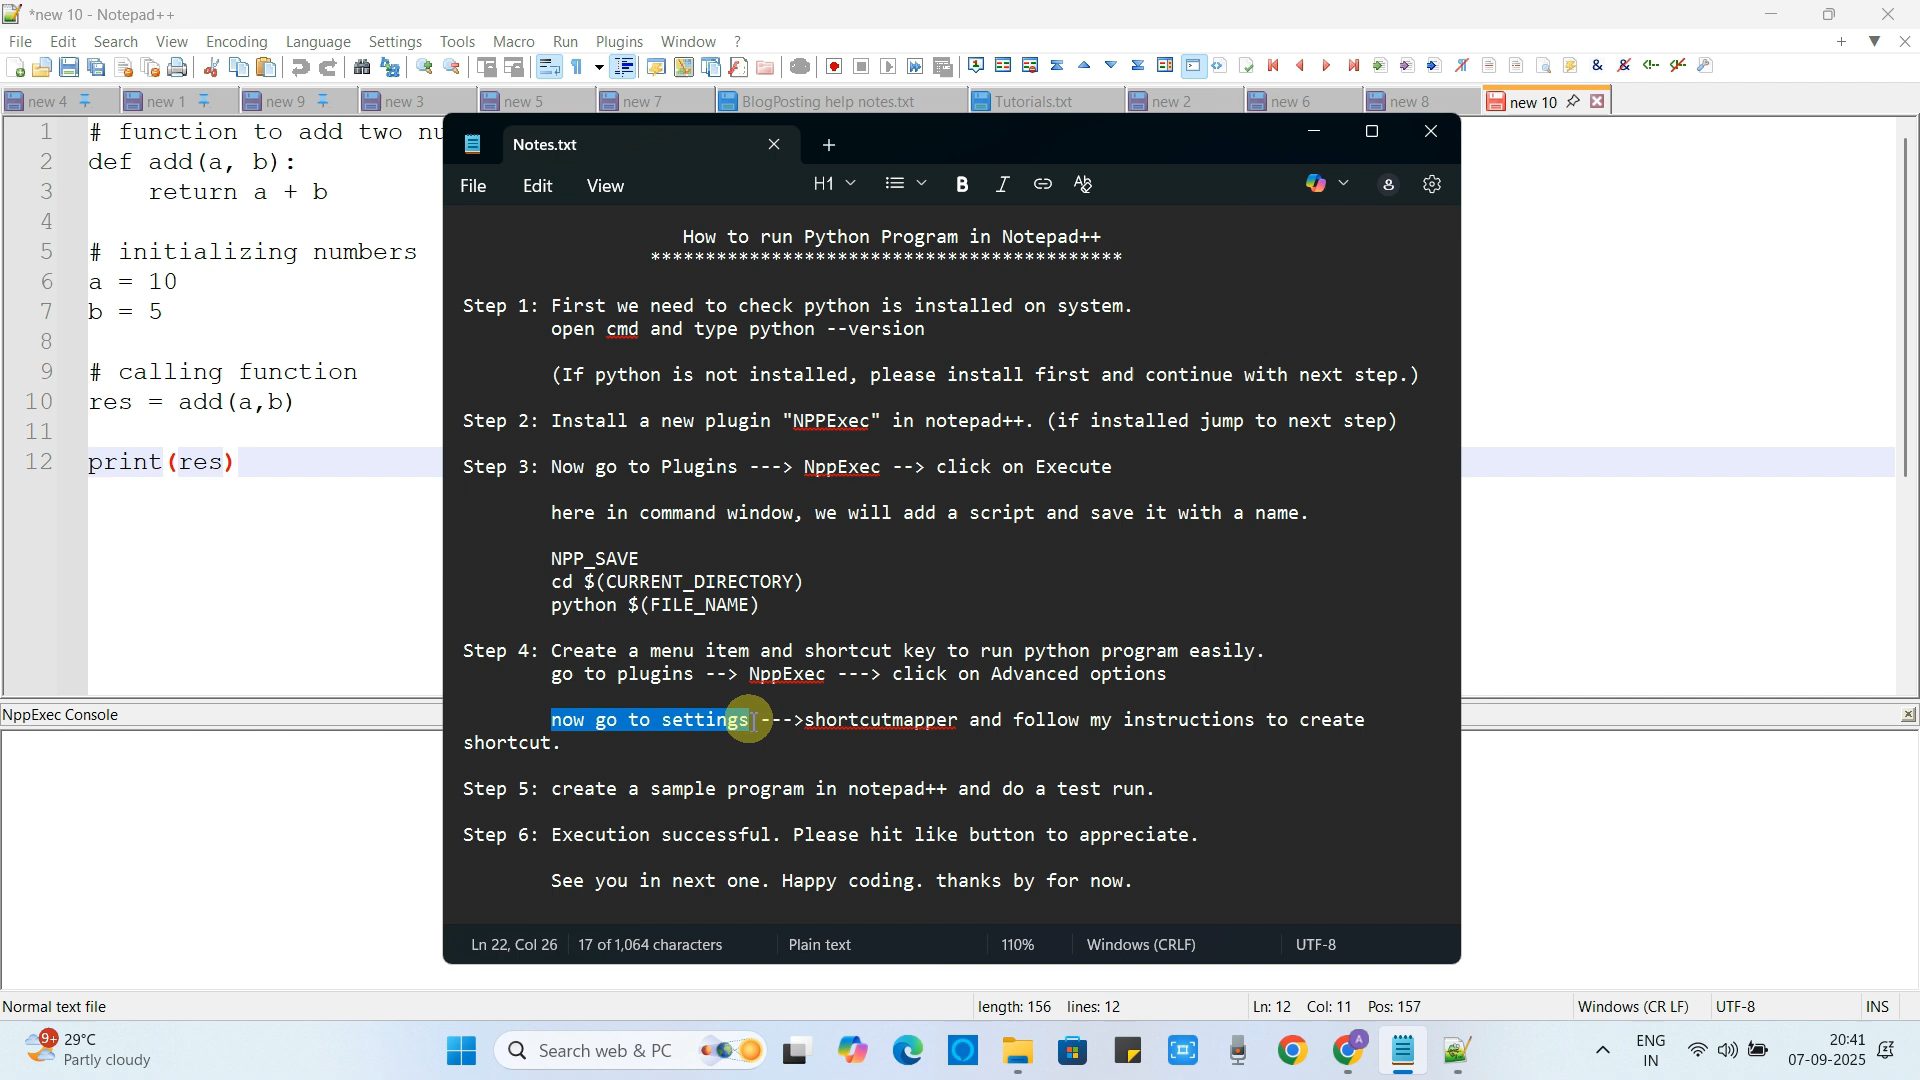 *new 10 - Notepad++
File Edit Search View Encoding Language Settings Tools Macro Run Plugins Window ?
new 4 new 1 new 9 new 3 new 5 new 7 BlogPosting help notes.txt Tutorials.txt new 2 new 6 new 8 new 10
1 # function to add two nu
2 def add(a, b):
3 return a + b
4
5 # initializing numbers
6 a = 10
7 b = 5
8
9 # calling function
10 res = add(a,b)
11
12 print(res)
Notes.txt
File Edit View H1
How to run Python Program in Notepad++
*******************************************
Step 1: First we need to check python is installed on system.
open cmd and type python --version
(If python is not installed, please install first and continue with next step.)
Step 2: Install a new plugin "NPPExec" in notepad++. (if installed jump to next step)
Step 3: Now go to Plugins ---> NppExec --> click on Execute
here in command window, we will add a script and save it with a name.
NPP_SAVE
cd $(CURRENT_DIRECTORY)
python $(FILE_NAME)
Step 4: Create a menu item and shortcut key to run python program easily.
go to plugins --> NppExec ---> click on Advanced options
now go to settings --->shortcutmapper and follow my instructions to create
shortcut.
Step 5: create a sample program in notepad++ and do a test run.
Step 6: Execution successful. Please hit like button to appreciate.
See you in next one. Happy coding. thanks by for now.
Ln 22, Col 26 17 of 1,064 characters Plain text 110% Windows (CRLF) UTF-8
NppExec Console
Normal text file length: 156 lines: 12 Ln: 12 Col: 11 Pos: 157 Windows (CR LF) UTF-8 INS
9+ 29°C
Partly cloudy
Search web & PC
ENG
IN
20:41
07-09-2025